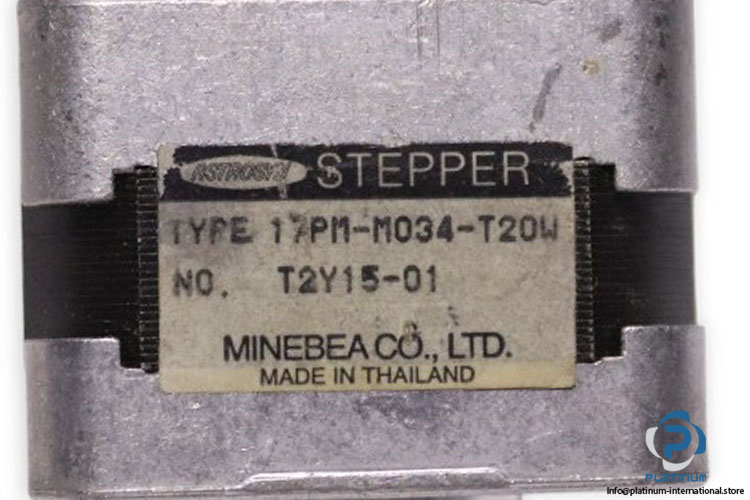 ASTROSYN STEPPER
TYPE 17PM-M034-T20W
NO. T2Y15-01
MINEBEA CO., LTD.
MADE IN THAILAND
PLATINUM
Info@platinum-international.store